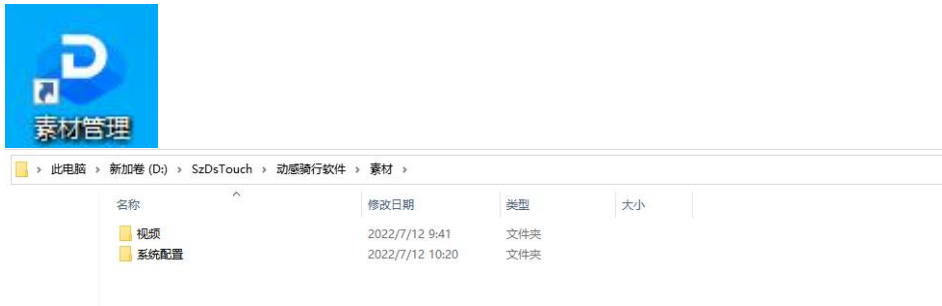 素材管理
此电脑 › 新加卷 (D:) › SzDsTouch › 动感骑行软件 › 素材 ›
名称 修改日期 类型 大小
视频 2022/7/12 9:41 文件夹
系统配置 2022/7/12 10:20 文件夹